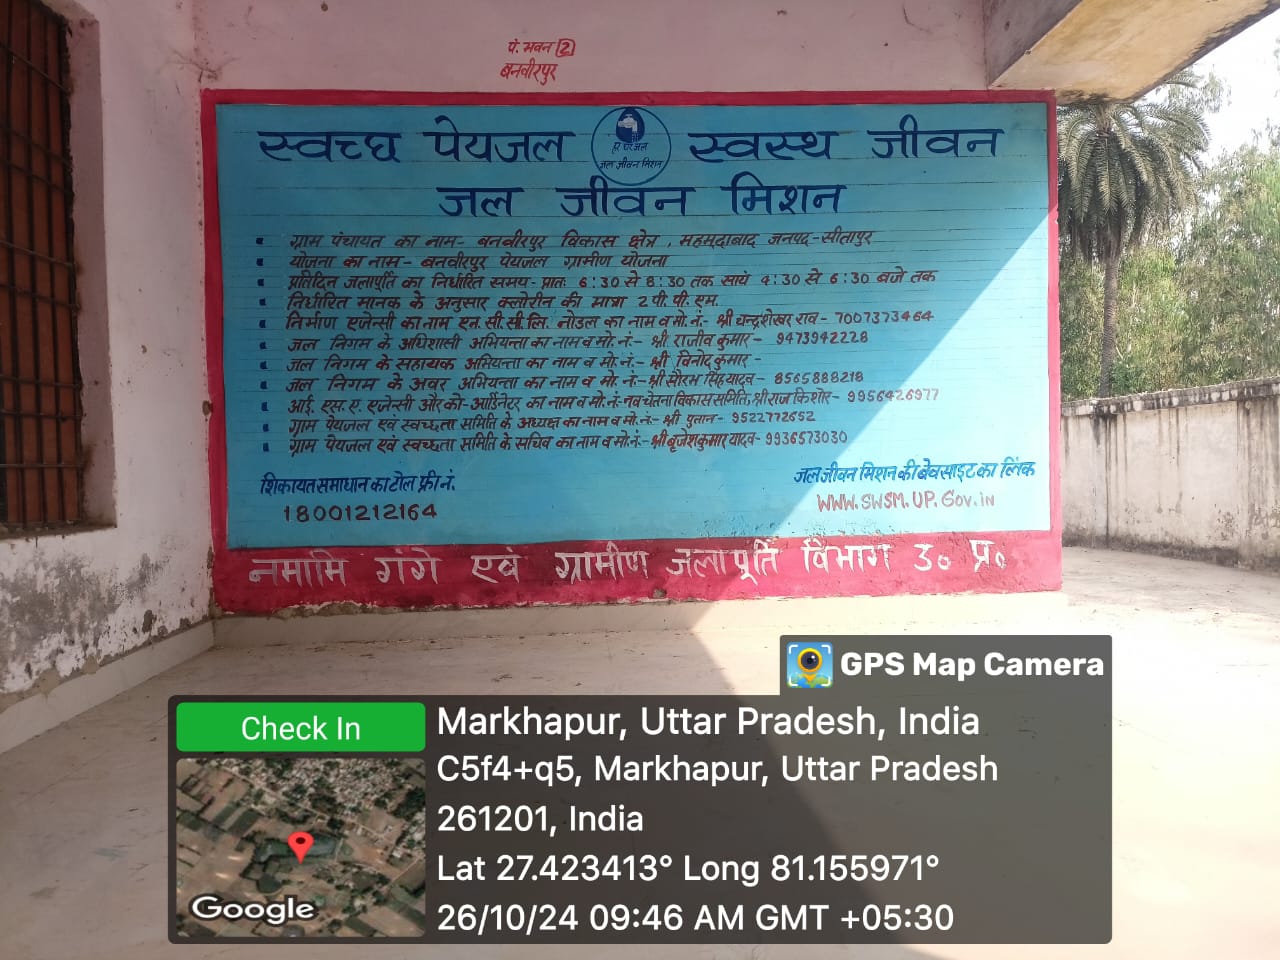 पं. भवन 2
बनवीरपुर
स्वच्छ पेयजल स्वस्थ जीवन
हर घर जल
जल जीवन मिशन
जल जीवन मिशन
ग्राम पंचायत का नाम- बनवीरपुर विकास क्षेत्र, महमूदाबाद जनपद-सीतापुर
योजना का नाम- बनवीरपुर पेयजल ग्रामीण योजना
प्रतिदिन जलापूर्ति का निर्धारित समय- प्रातः 6:30 से 8:30 तक सायं 4:30 से 6:30 बजे तक
निर्धारित मानक के अनुसार क्लोरीन की मात्रा 2 पी.पी.एम.
निर्माण एजेन्सी का नाम एन.सी.सी.लि. नोडल का नाम व मो.नं.- श्री चन्द्रशेखर राव- 7007373464
जल निगम के अधिशासी अभियन्ता का नाम व मो.नं:- श्री राजीव कुमार- 9473942228
जल निगम के सहायक अभियन्ता का नाम व मो.नं:- श्री विनोद कुमार-
जल निगम के अवर अभियन्ता का नाम व मो.नं:- श्री सौरभ सिंह यादव- 8565888218
आई.एस.ए. एजेन्सी और को-आर्डिनेटर का नाम व मो.नं- नव चेतना विकास समिति, श्री राज किशोर- 9956426977
ग्राम पेयजल एवं स्वच्छता समिति के अध्यक्ष का नाम व मो.नं:- श्री पुतान- 9522772652
ग्राम पेयजल एवं स्वच्छता समिति के सचिव का नाम व मो.नं:- श्री बृजेश कुमार यादव- 9936573030
शिकायत समाधान का टोल फ्री नं.
18001212164
जल जीवन मिशन की बेवसाइट का लिंक
WWW.SWSM.UP.Gov.in
नमामि गंगे एवं ग्रामीण जलापूर्ति विभाग उ० प्र०
GPS Map Camera
Check In
Markhapur, Uttar Pradesh, India
C5f4+q5, Markhapur, Uttar Pradesh
261201, India
Lat 27.423413° Long 81.155971°
26/10/24 09:46 AM GMT +05:30
Google